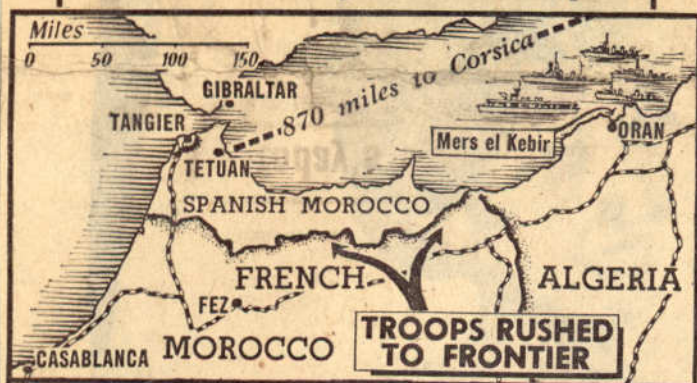 Miles
0 50 100 150
870 miles to Corsica
GIBRALTAR
TANGIER
TETUAN
Mers el Kebir
ORAN
SPANISH MOROCCO
FRENCH
MOROCCO
ALGERIA
FEZ
TROOPS RUSHED
TO FRONTIER
CASABLANCA